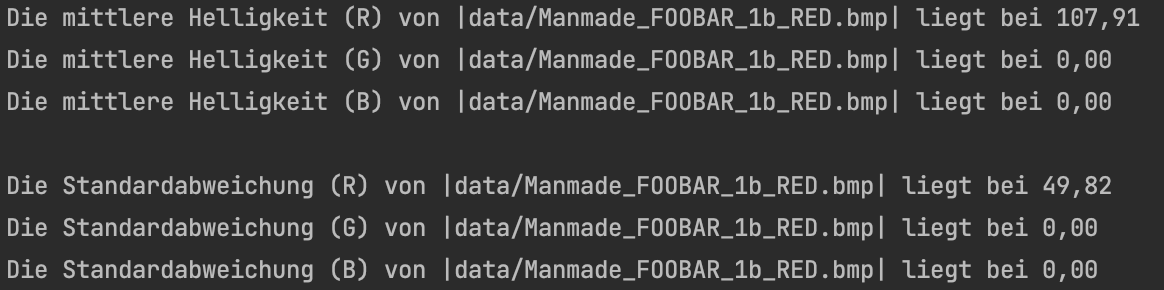 Die mittlere Helligkeit (R) von |data/Manmade_FOOBAR_1b_RED.bmp| liegt bei 107,91
Die mittlere Helligkeit (G) von |data/Manmade_FOOBAR_1b_RED.bmp| liegt bei 0,00
Die mittlere Helligkeit (B) von |data/Manmade_FOOBAR_1b_RED.bmp| liegt bei 0,00
Die Standardabweichung (R) von |data/Manmade_FOOBAR_1b_RED.bmp| liegt bei 49,82
Die Standardabweichung (G) von |data/Manmade_FOOBAR_1b_RED.bmp| liegt bei 0,00
Die Standardabweichung (B) von |data/Manmade_FOOBAR_1b_RED.bmp| liegt bei 0,00